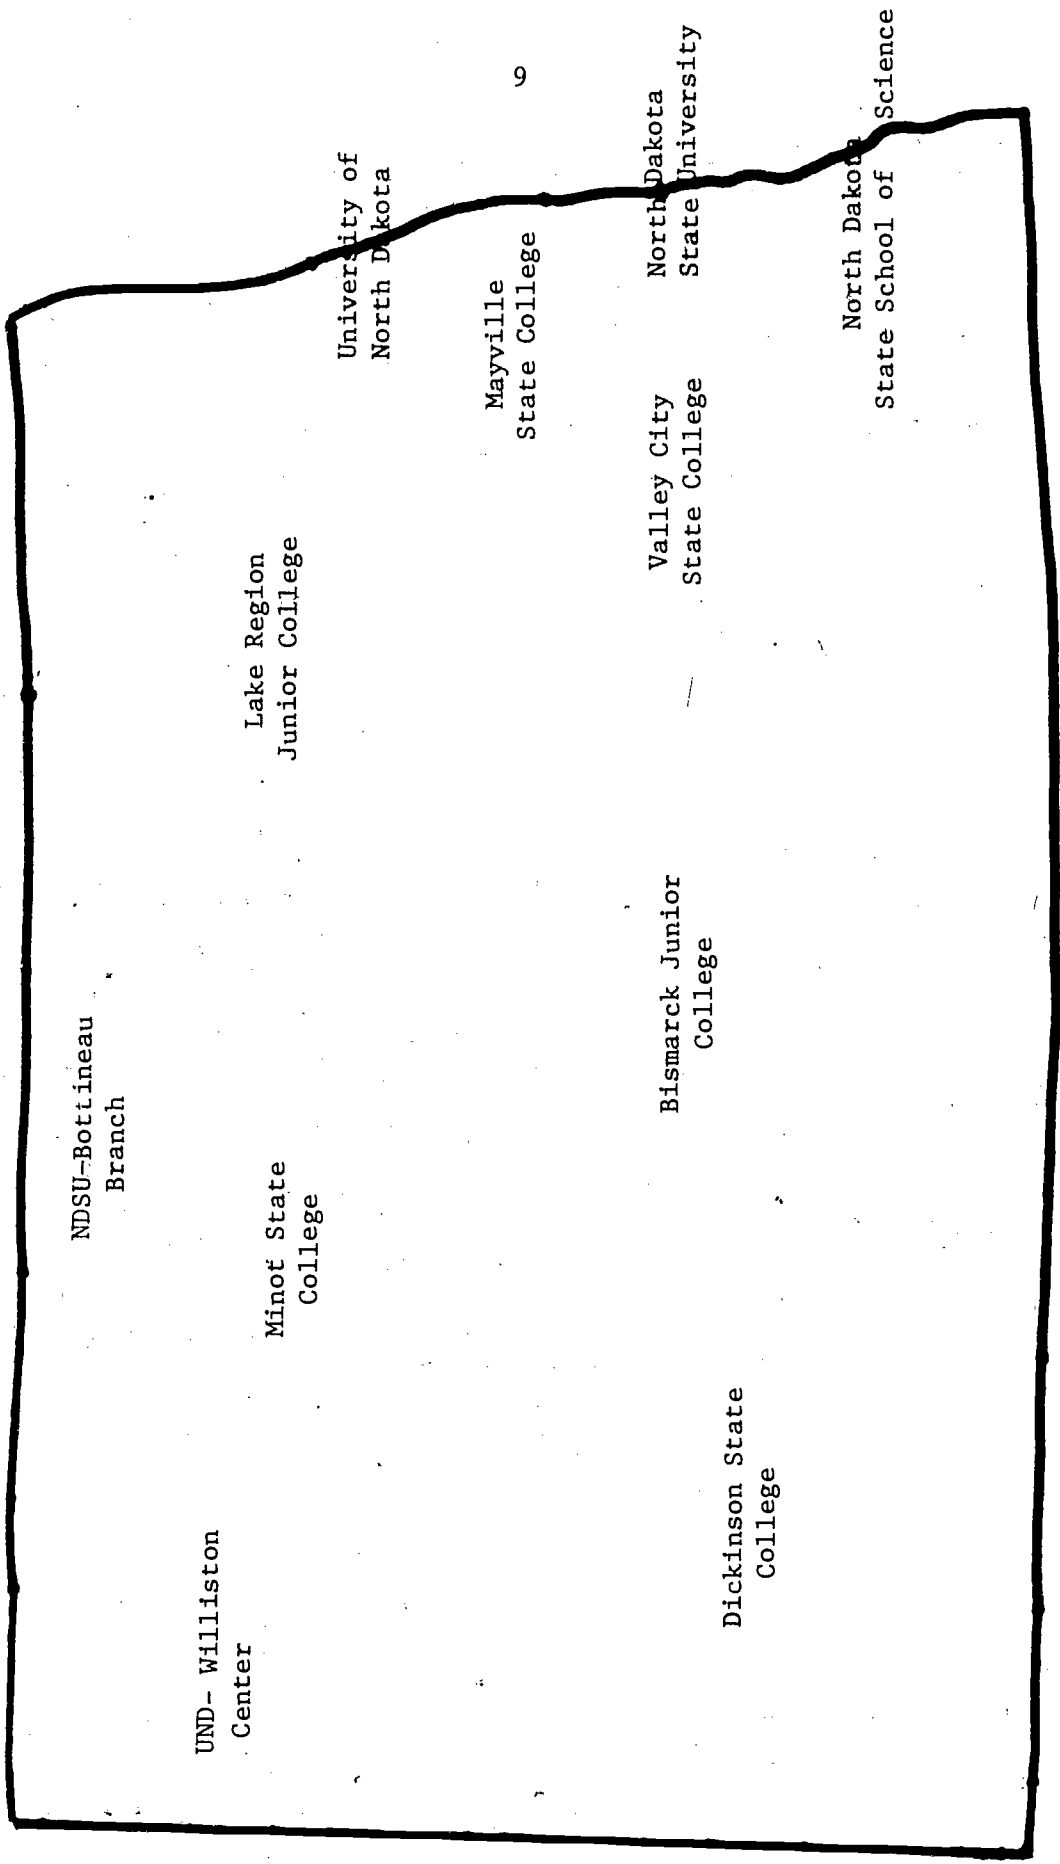 9
NDSU-Bottineau
Branch
UND- Williston
Center
Lake Region
Junior College
Minot State
College
University of
North Dakota
Mayville
State College
North Dakota
State University
Valley City
State College
Bismarck Junior
College
Dickinson State
College
North Dakota
State School of Science